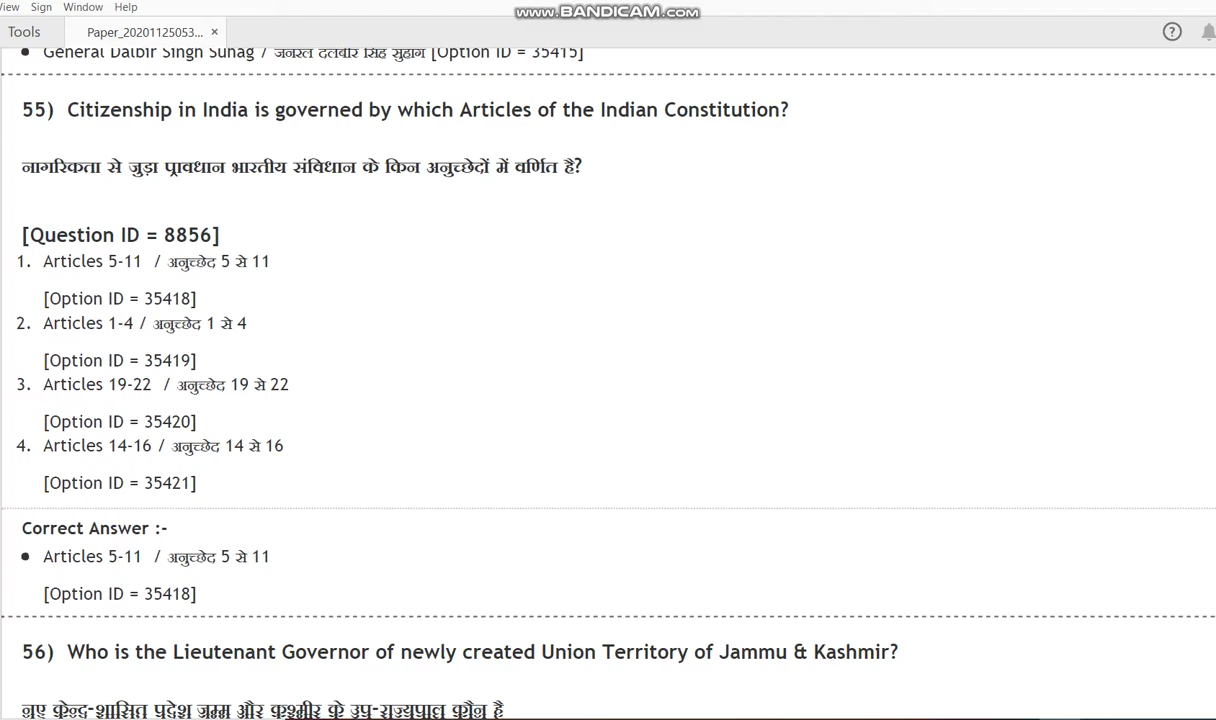 View Sign Window Help
www.BANDICAM.com
Tools Paper_20201125053... ×
• General Dalbir Singh Suhag / जनरल दलबीर सिंह सुहाग [Option ID = 35415]
55) Citizenship in India is governed by which Articles of the Indian Constitution?
नागरिकता से जुड़ा प्रावधान भारतीय संविधान के किन अनुच्छेदों में वर्णित है?
[Question ID = 8856]
1. Articles 5-11 / अनुच्छेद 5 से 11
[Option ID = 35418]
2. Articles 1-4 / अनुच्छेद 1 से 4
[Option ID = 35419]
3. Articles 19-22 / अनुच्छेद 19 से 22
[Option ID = 35420]
4. Articles 14-16 / अनुच्छेद 14 से 16
[Option ID = 35421]
Correct Answer :-
• Articles 5-11 / अनुच्छेद 5 से 11
[Option ID = 35418]
56) Who is the Lieutenant Governor of newly created Union Territory of Jammu & Kashmir?
नए केन्द्र-शासित प्रदेश जम्मू और कश्मीर के उप-राज्यपाल कौन है